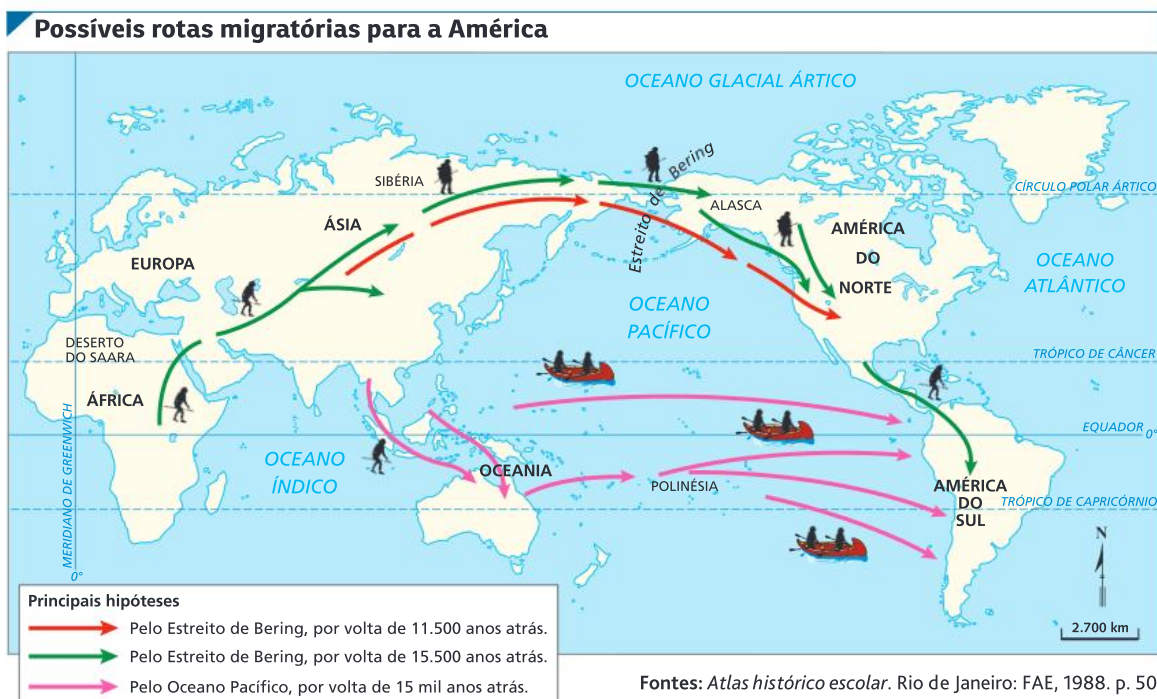 Possíveis rotas migratórias para a América
OCEANO GLACIAL ÁRTICO
Estreito de Bering
SIBÉRIA
CÍRCULO POLAR ÁRTICO
ALASCA
ÁSIA
AMÉRICA
DO
NORTE
EUROPA
OCEANO
ATLÂNTICO
OCEANO
PACÍFICO
DESERTO
DO SAARA
TRÓPICO DE CÂNCER
ÁFRICA
MERIDIANO DE GREENWICH
0°
EQUADOR 0°
OCEANO
ÍNDICO
OCEANIA
POLINÉSIA
AMÉRICA
DO
SUL
TRÓPICO DE CAPRICÓRNIO
N
2.700 km
Principais hipóteses
Pelo Estreito de Bering, por volta de 11.500 anos atrás.
Pelo Estreito de Bering, por volta de 15.500 anos atrás.
Pelo Oceano Pacífico, por volta de 15 mil anos atrás.
Fontes: Atlas histórico escolar. Rio de Janeiro: FAE, 1988. p. 50